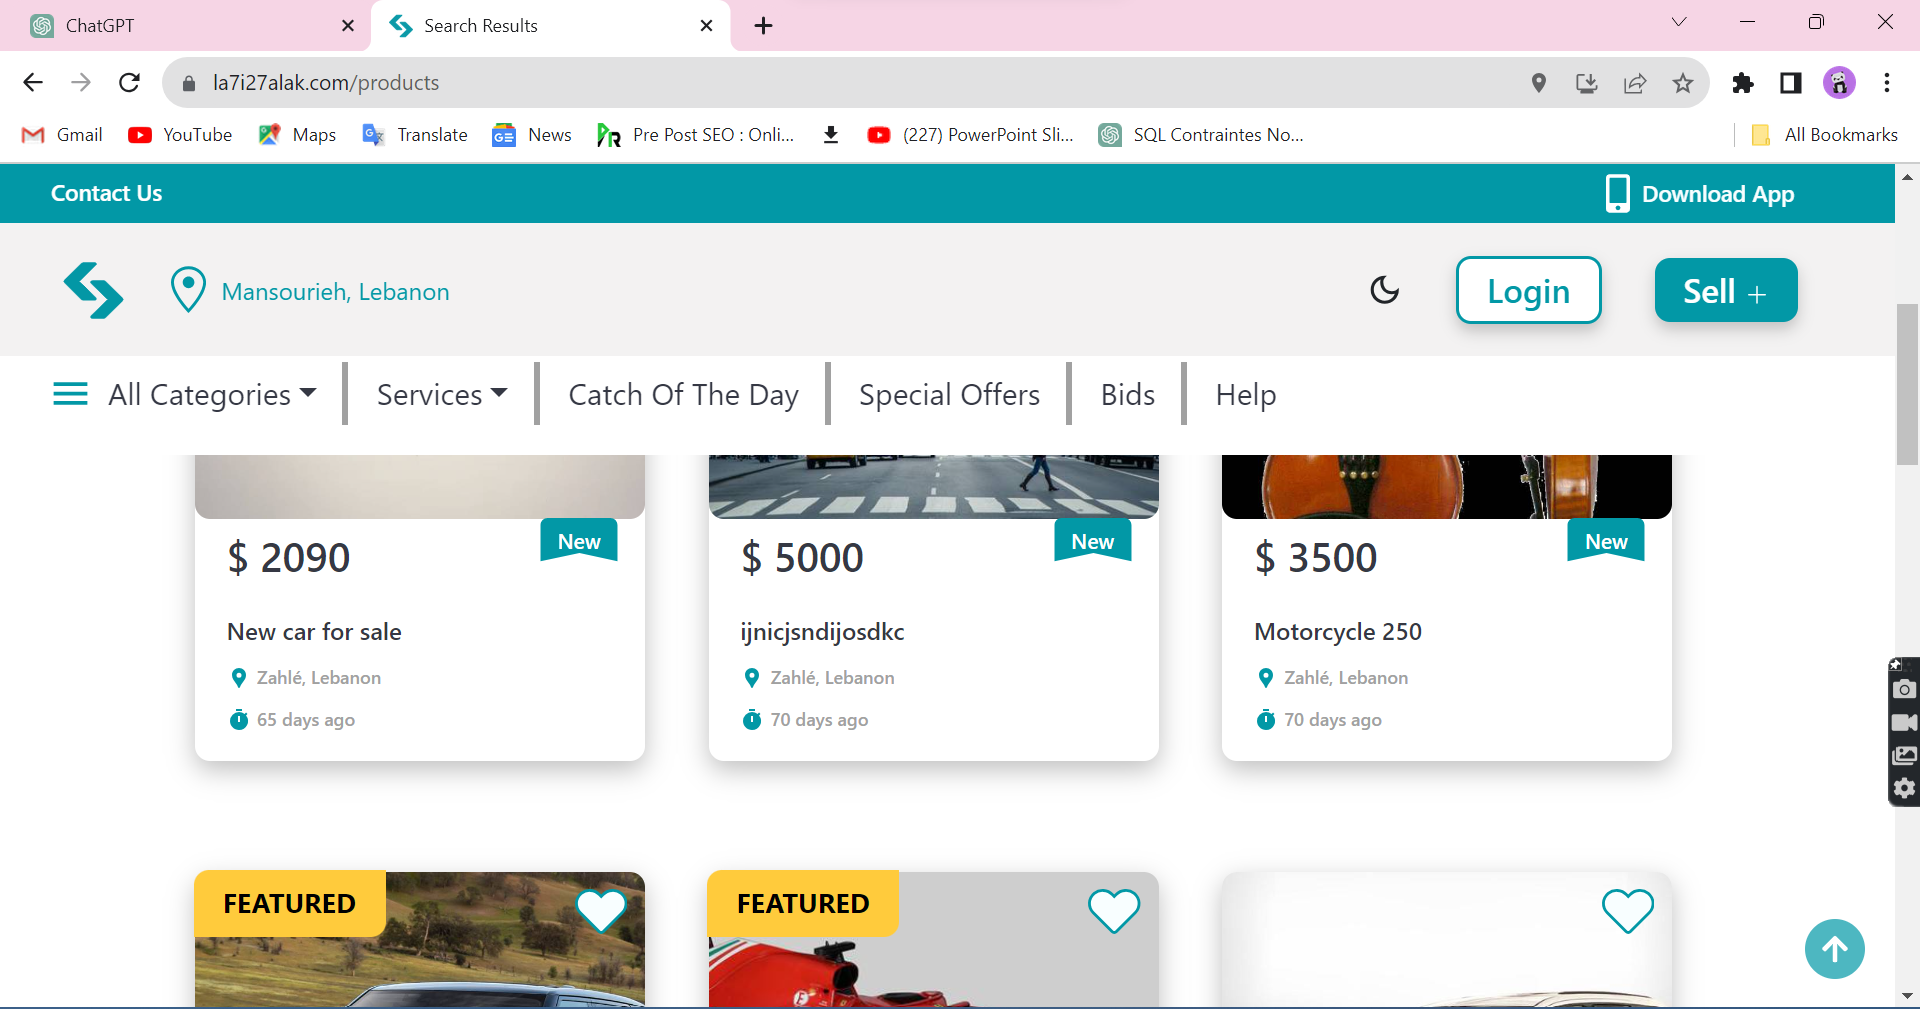 ChatGPT
Search Results
la7i27alak.com/products
Gmail
YouTube
Maps
Translate
News
Pre Post SEO : Onli...
(227) PowerPoint Sli...
SQL Contraintes No...
All Bookmarks
Contact Us
Download App
Mansourieh, Lebanon
Login
Sell +
All Categories
Services
Catch Of The Day
Special Offers
Bids
Help
$ 2090
New
New car for sale
Zahlé, Lebanon
65 days ago
$ 5000
New
ijnicjsndijosdkc
Zahlé, Lebanon
70 days ago
$ 3500
New
Motorcycle 250
Zahlé, Lebanon
70 days ago
FEATURED
FEATURED